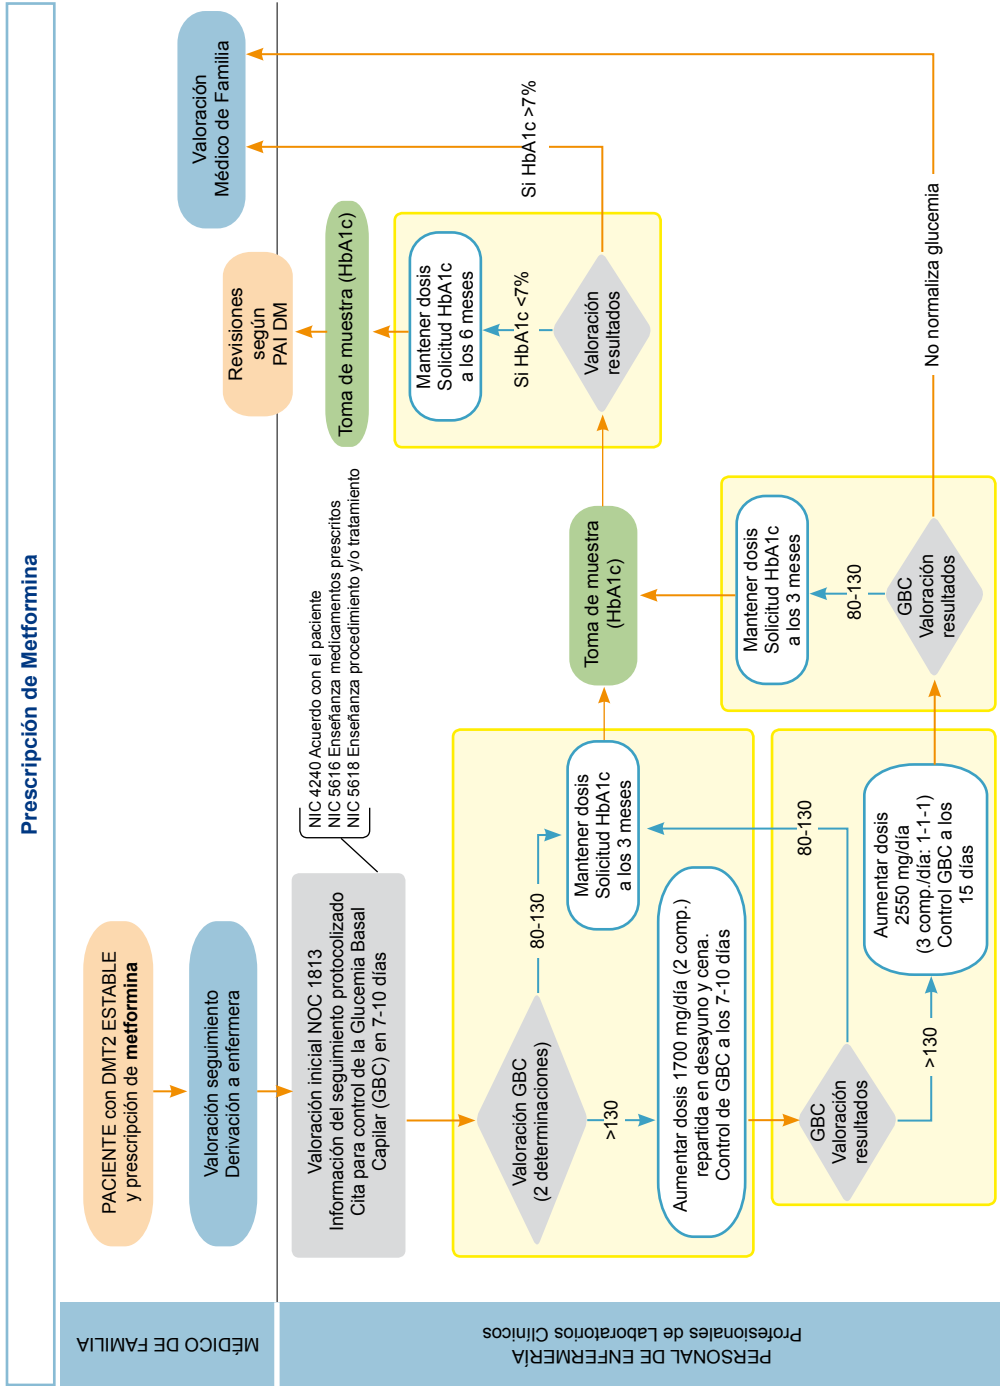 Prescripción de Metformina
MÉDICO DE FAMILIA
PERSONAL DE ENFERMERÍA
Profesionales de Laboratorios Clínicos
PACIENTE con DMT2 ESTABLE
y prescripción de metformina
Valoración seguimiento
Derivación a enfermera
Valoración inicial NOC 1813
Información del seguimiento protocolizado
Cita para control de la Glucemia Basal
Capilar (GBC) en 7-10 días
NIC 4240 Acuerdo con el paciente
NIC 5616 Enseñanza medicamentos prescritos
NIC 5618 Enseñanza procedimiento y/o tratamiento
Valoración GBC
(2 determinaciones)
80-130
>130
Mantener dosis
Solicitud HbA1c
a los 3 meses
Aumentar dosis 1700 mg/día (2 comp.)
repartida en desayuno y cena.
Control de GBC a los 7-10 días
GBC
Valoración
resultados
80-130
>130
Aumentar dosis
2550 mg/día
(3 comp./día: 1-1-1)
Control GBC a los
15 días
GBC
Valoración
resultados
80-130
No normaliza glucemia
Mantener dosis
Solicitud HbA1c
a los 3 meses
Toma de muestra
(HbA1c)
Valoración
resultados
Si HbA1c <7%
Si HbA1c >7%
Mantener dosis
Solicitud HbA1c
a los 6 meses
Toma de muestra (HbA1c)
Revisiones
según
PAI DM
Valoración
Médico de Familia